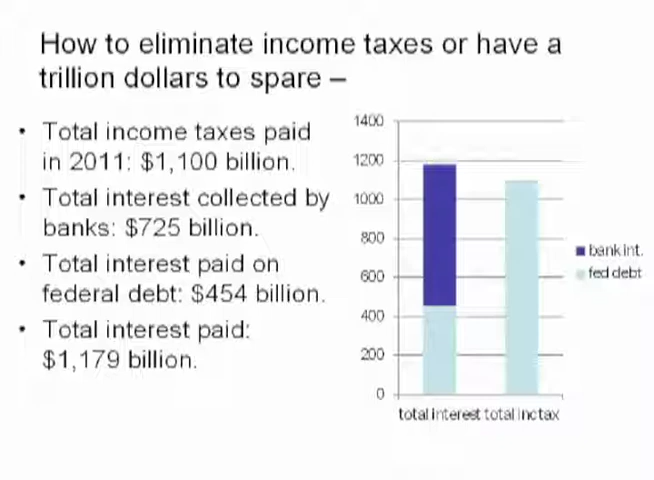 How to eliminate income taxes or have a
trillion dollars to spare –
• Total income taxes paid
in 2011: $1,100 billion.
• Total interest collected by
banks: $725 billion.
• Total interest paid on
federal debt: $454 billion.
• Total interest paid:
$1,179 billion.
1400
1200
1000
800
600
400
200
0
total interest total inc tax
bank int.
fed debt